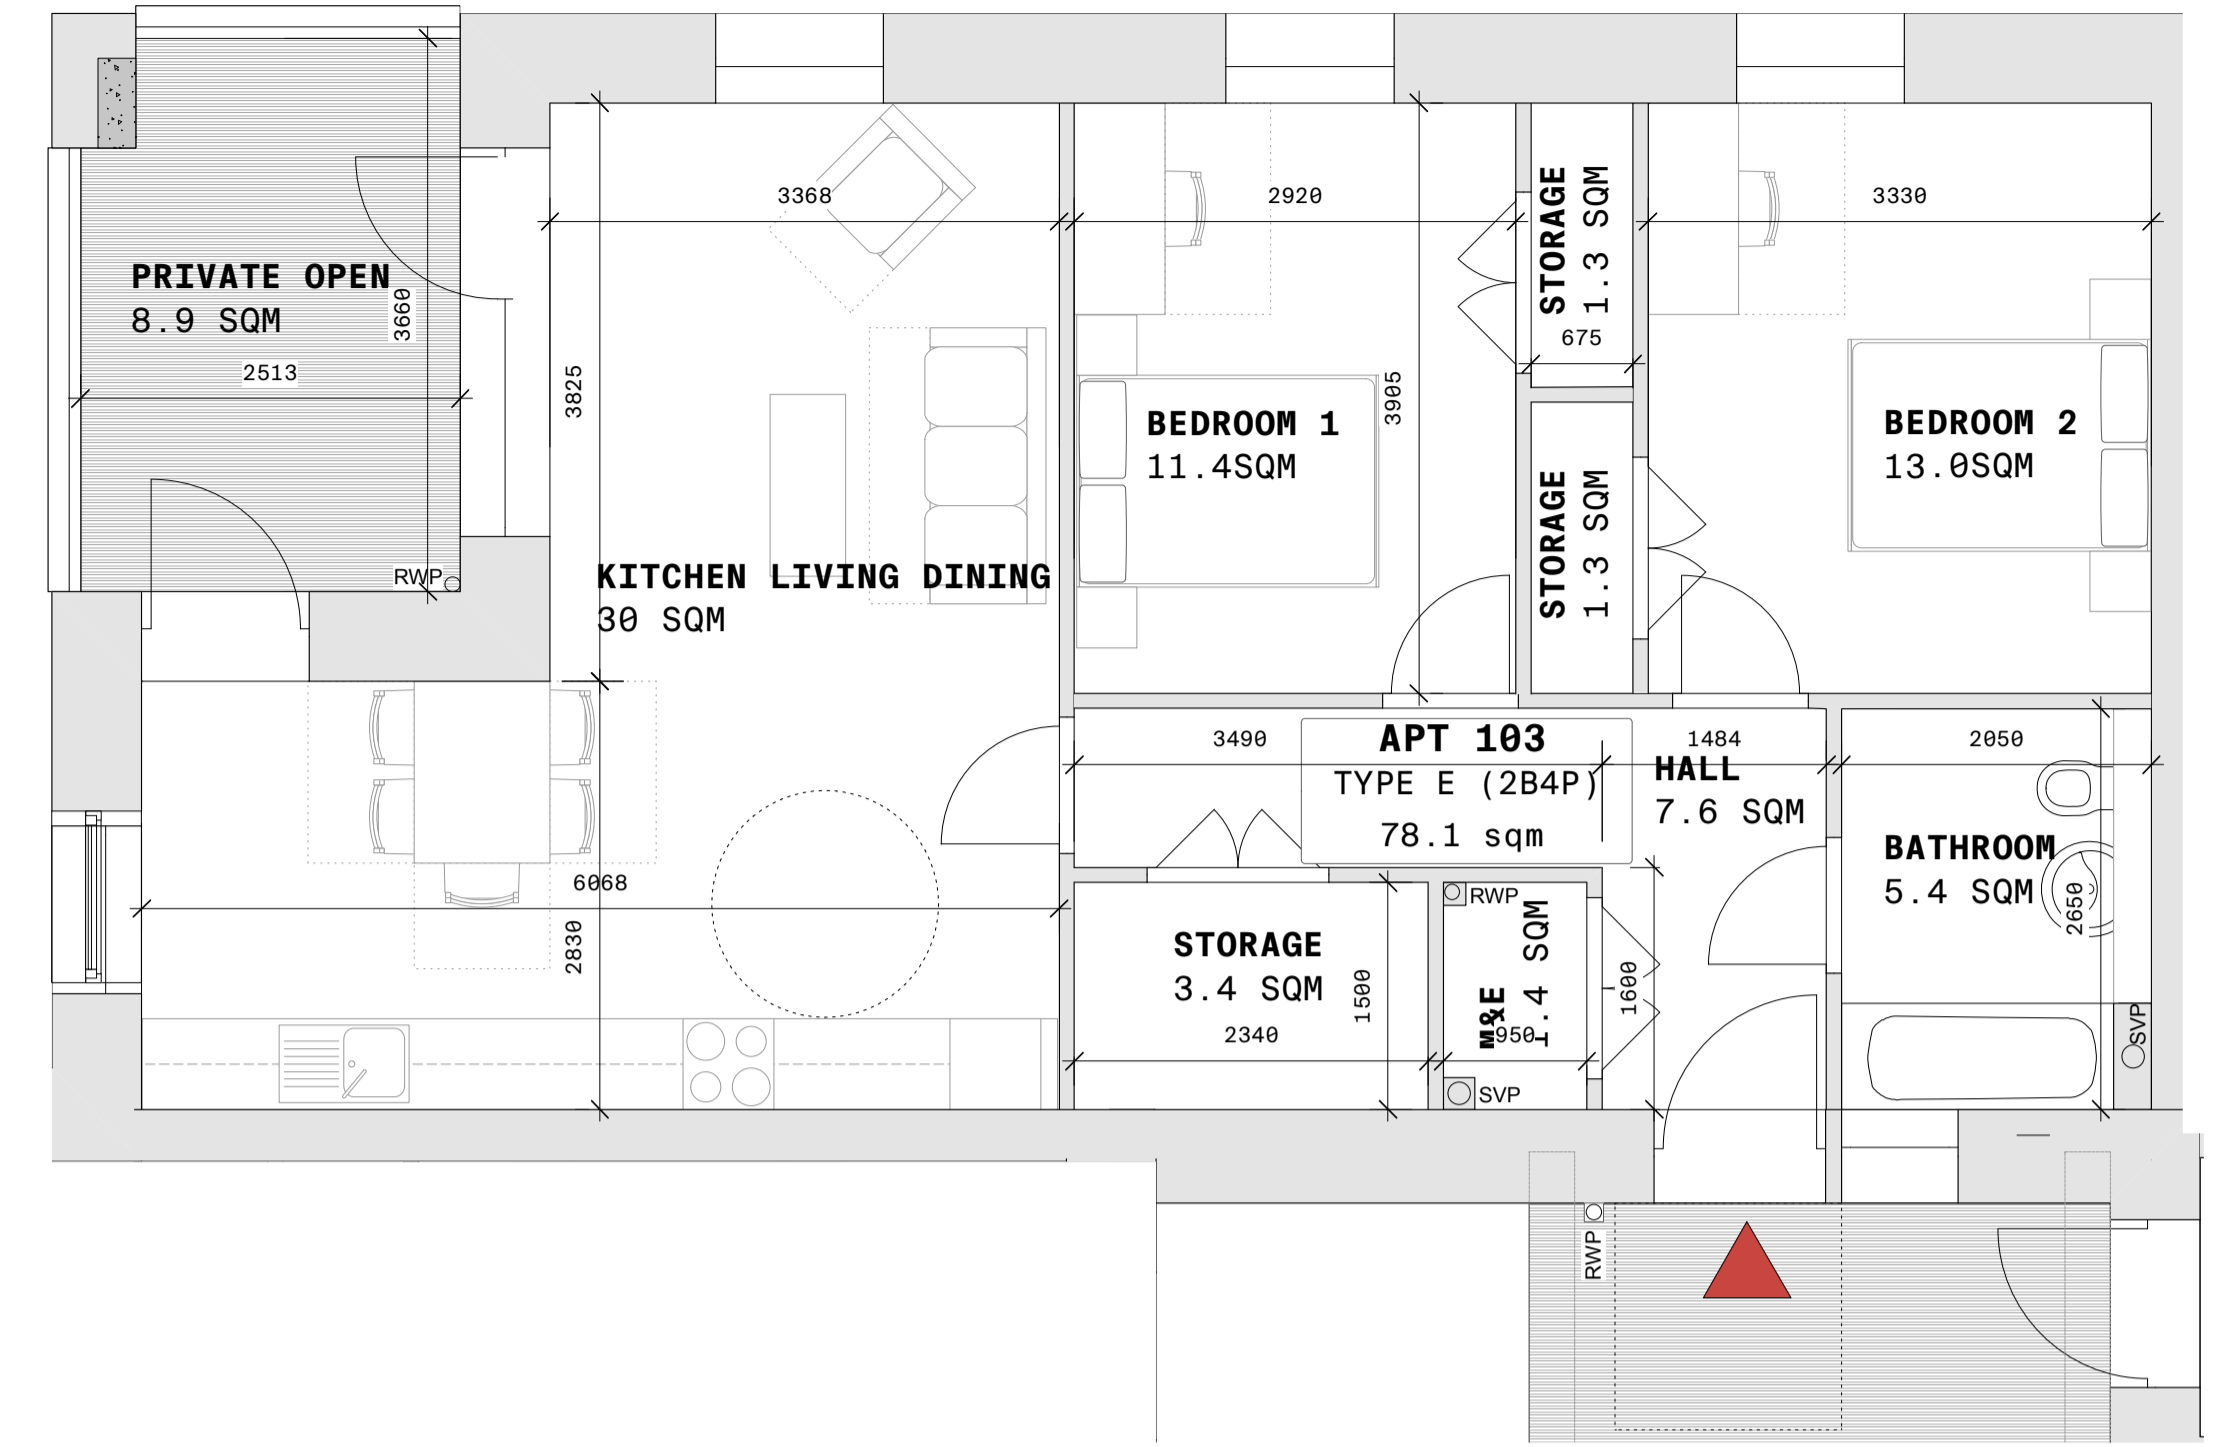 3368
2920
3330
STORAGE
1.3 SQM
PRIVATE OPEN
8.9 SQM
3660
2513
675
3825
3905
BEDROOM 1
11.4SQM
BEDROOM 2
13.0SQM
STORAGE
1.3 SQM
RWP
KITCHEN LIVING DINING
30 SQM
3490
APT 103
TYPE E (2B4P)
78.1 sqm
1484
HALL
7.6 SQM
2050
BATHROOM
5.4 SQM
2650
6068
2830
STORAGE
3.4 SQM
1500
2340
RWP
M&E
1.4 SQM
950
SVP
1600
SVP
RWP